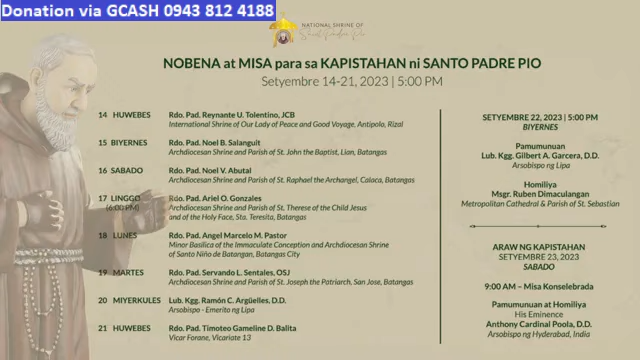 Donation via GCASH 0943 812 4188
NATIONAL SHRINE OF
Saint Padre Pio
NOBENA at MISA para sa KAPISTAHAN ni SANTO PADRE PIO
Setyembre 14-21, 2023 | 5:00 PM
14 HUWEBES Rdo. Pad. Reynante U. Tolentino, JCB
International Shrine of Our Lady of Peace and Good Voyage, Antipolo, Rizal
15 BIYERNES Rdo. Pad. Noel B. Salanguit
Archdiocesan Shrine and Parish of St. John the Baptist, Lian, Batangas
16 SABADO Rdo. Pad. Noel V. Abutal
Archdiocesan Shrine and Parish of St. Raphael the Archangel, Calaca, Batangas
17 LINGGO Rdo. Pad. Ariel O. Gonzales
(6:00 PM) Archdiocesan Shrine and Parish of St. Therese of the Child Jesus
and of the Holy Face, Sta. Teresita, Batangas
18 LUNES Rdo. Pad. Angel Marcelo M. Pastor
Minor Basilica of the Immaculate Conception and Archdiocesan Shrine
of Santo Niño de Batangan, Batangas City
19 MARTES Rdo. Pad. Servando L. Sentales, OSJ
Archdiocesan Shrine and Parish of St. Joseph the Patriarch, San Jose, Batangas
20 MIYERKULES Lub. Kgg. Ramón C. Argüelles, D.D.
Arsobispo - Emerito ng Lipa
21 HUWEBES Rdo. Pad. Timoteo Gameline D. Balita
Vicar Forane, Vicariate 13
SETYEMBRE 22, 2023 | 5:00 PM
BIYERNES
Pamumunuan
Lub. Kgg. Gilbert A. Garcera, D.D.
Arsobispo ng Lipa
Homiliya
Msgr. Ruben Dimaculangan
Metropolitan Cathedral & Parish of St. Sebastian
ARAW NG KAPISTAHAN
SETYEMBRE 23, 2023
SABADO
9:00 AM – Misa Konselebrada
Pamumunuan at Homiliya
His Eminence
Anthony Cardinal Poola, D.D.
Arsobispo ng Hyderabad, India